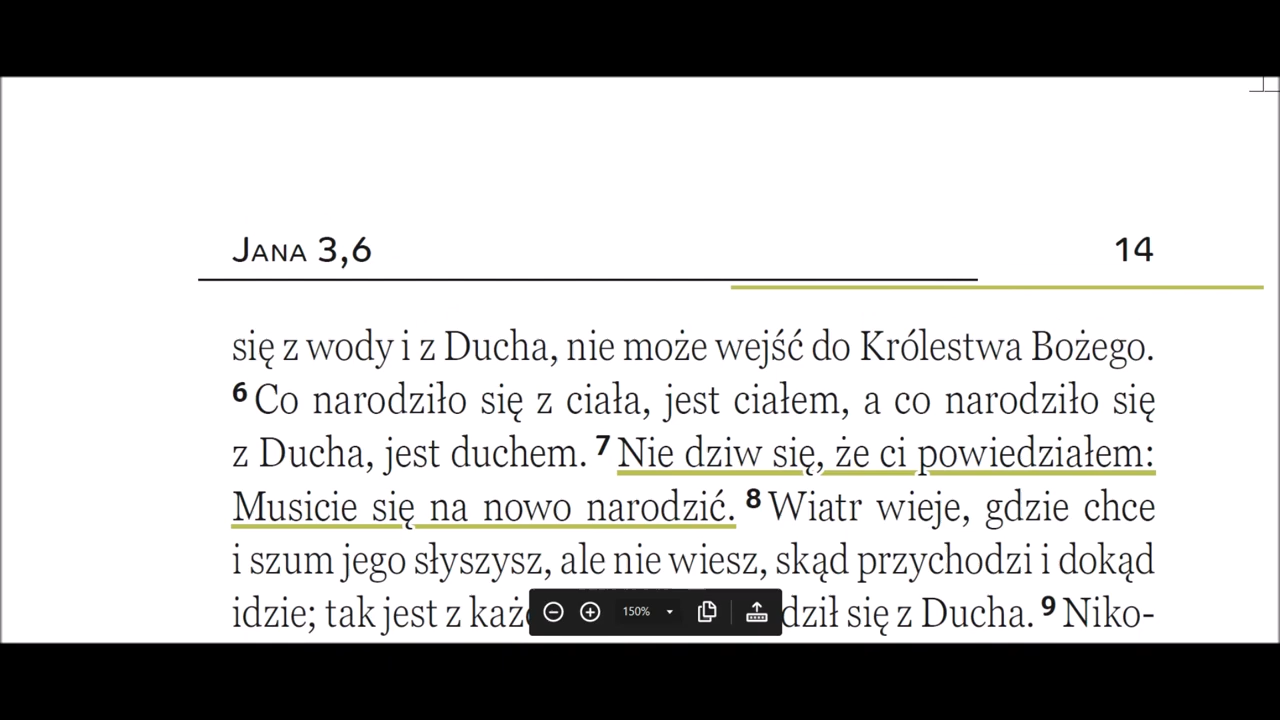 Jana 3,6 14
się z wody i z Ducha, nie może wejść do Królestwa Bożego.
6 Co narodziło się z ciała, jest ciałem, a co narodziło się
z Ducha, jest duchem. 7 Nie dziw się, że ci powiedziałem:
Musicie się na nowo narodzić. 8 Wiatr wieje, gdzie chce
i szum jego słyszysz, ale nie wiesz, skąd przychodzi i dokąd
idzie; tak jest z każd dził się z Ducha. 9 Niko-
150%